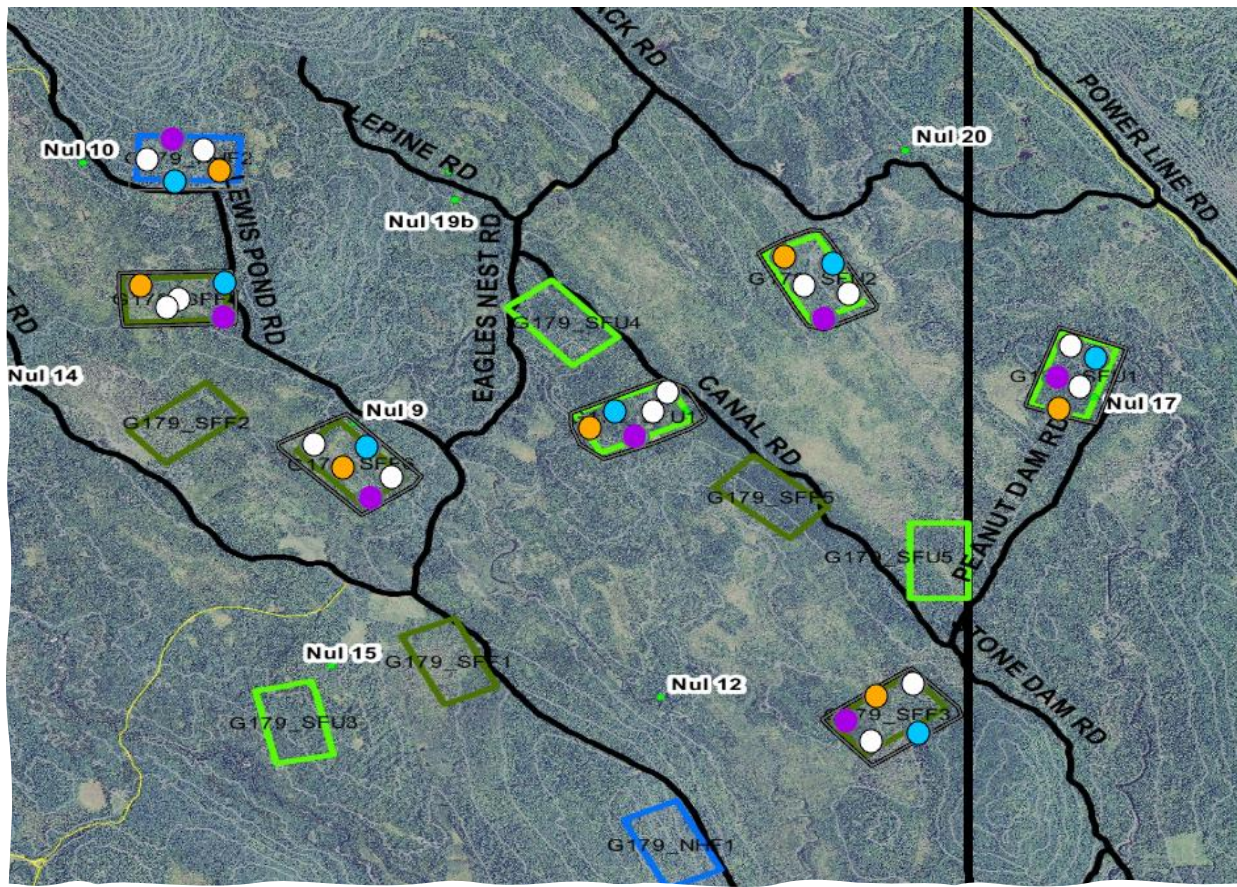 ACK RD
POWER LINE RD
Nul 20
Nul 10
LEPINE RD
Nul 19b
EWIS POND RD
EAGLES NEST RD
T RD
G179_SFU4
Nul 14
Nul 9
Nul 17
G179_SFF2
CANAL RD
G179_SFF5
PEANUT DAM RD
G179_SFU5
TONE DAM RD
Nul 15
G179_SFF1
Nul 12
G179_SFU3
G179_NHF1